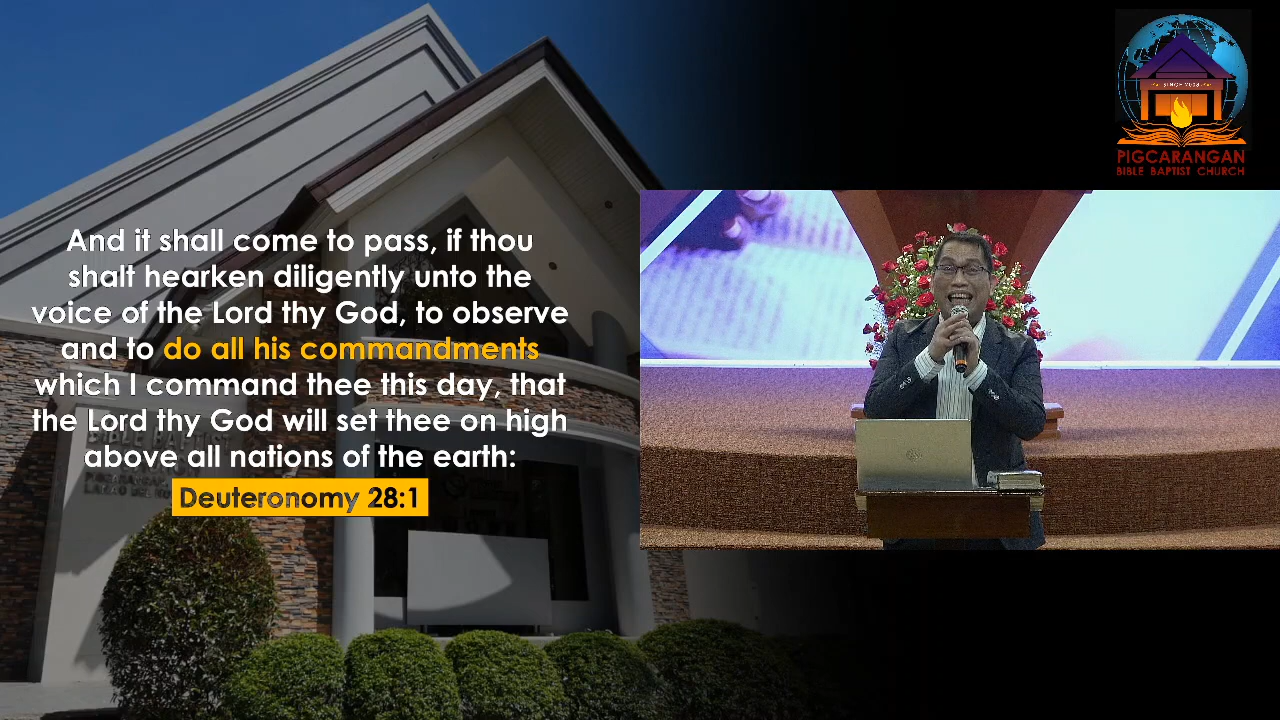 And it shall come to pass, if thou
shalt hearken diligently unto the
voice of the Lord thy God, to observe
and to do all his commandments
which I command thee this day, that
the Lord thy God will set thee on high
above all nations of the earth:
Deuteronomy 28:1
PIGCARANGAN
BIBLE BAPTIST CHURCH
BIBLE BAPTIST